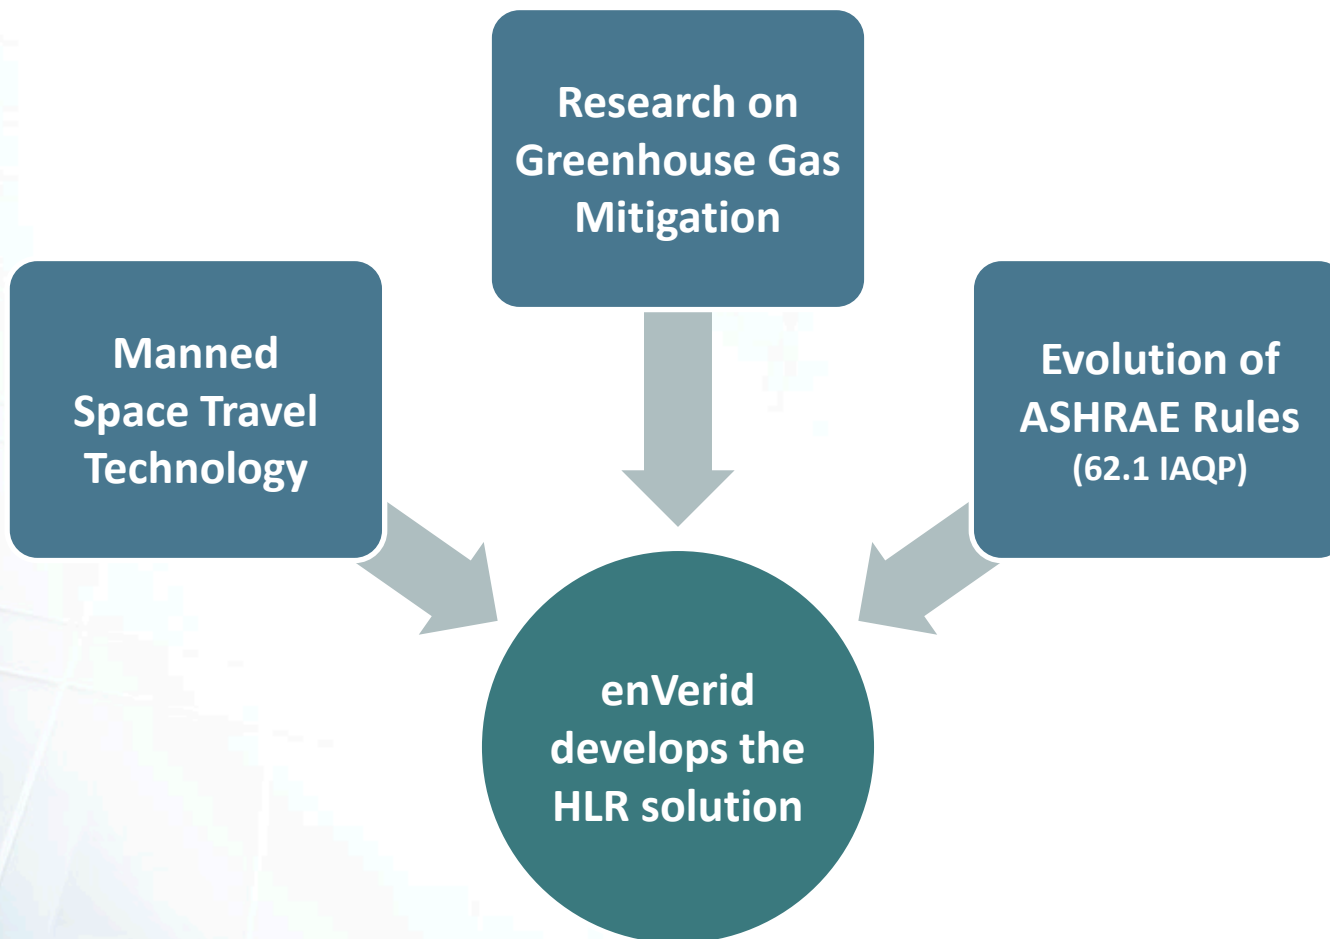 Research on
Greenhouse Gas
Mitigation
Manned
Space Travel
Technology
Evolution of
ASHRAE Rules
(62.1 IAQP)
enVerid
develops the
HLR solution